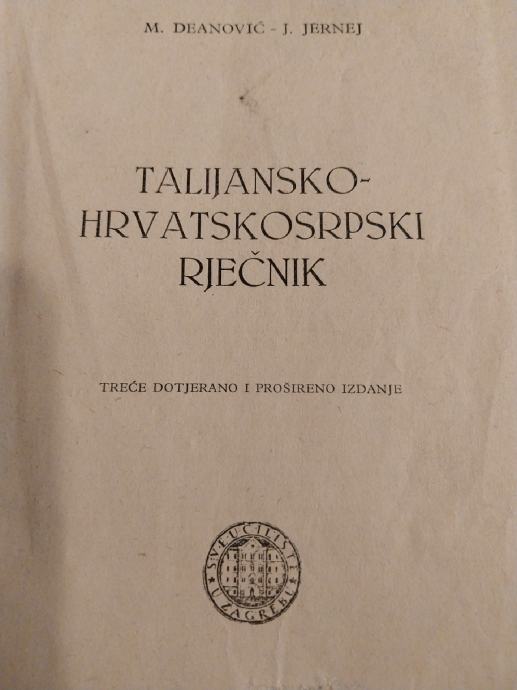 M. DEANOVIĆ - J. JERNEJ
TALIJANSKO-
HRVATSKOSRPSKI
RJEČNIK
TREĆE DOTJERANO I PROŠIRENO IZDANJE
SVEUČILIŠTE
U ZAGREBU